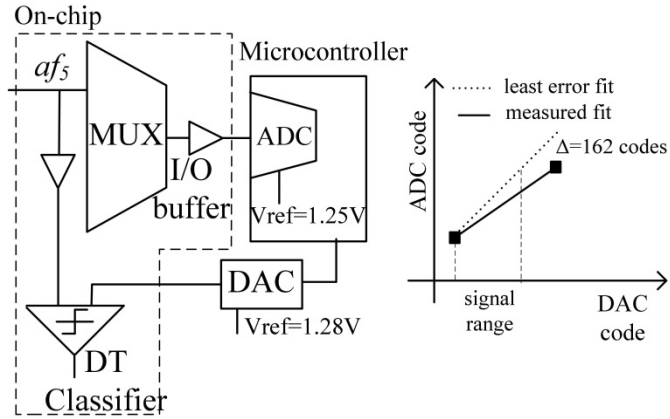 On-chip
af5
MUX
I/O
buffer
Microcontroller
ADC
Vref=1.25V
DAC
Vref=1.28V
DT
Classifier
least error fit
measured fit
Δ=162 codes
ADC code
signal
range
DAC
code